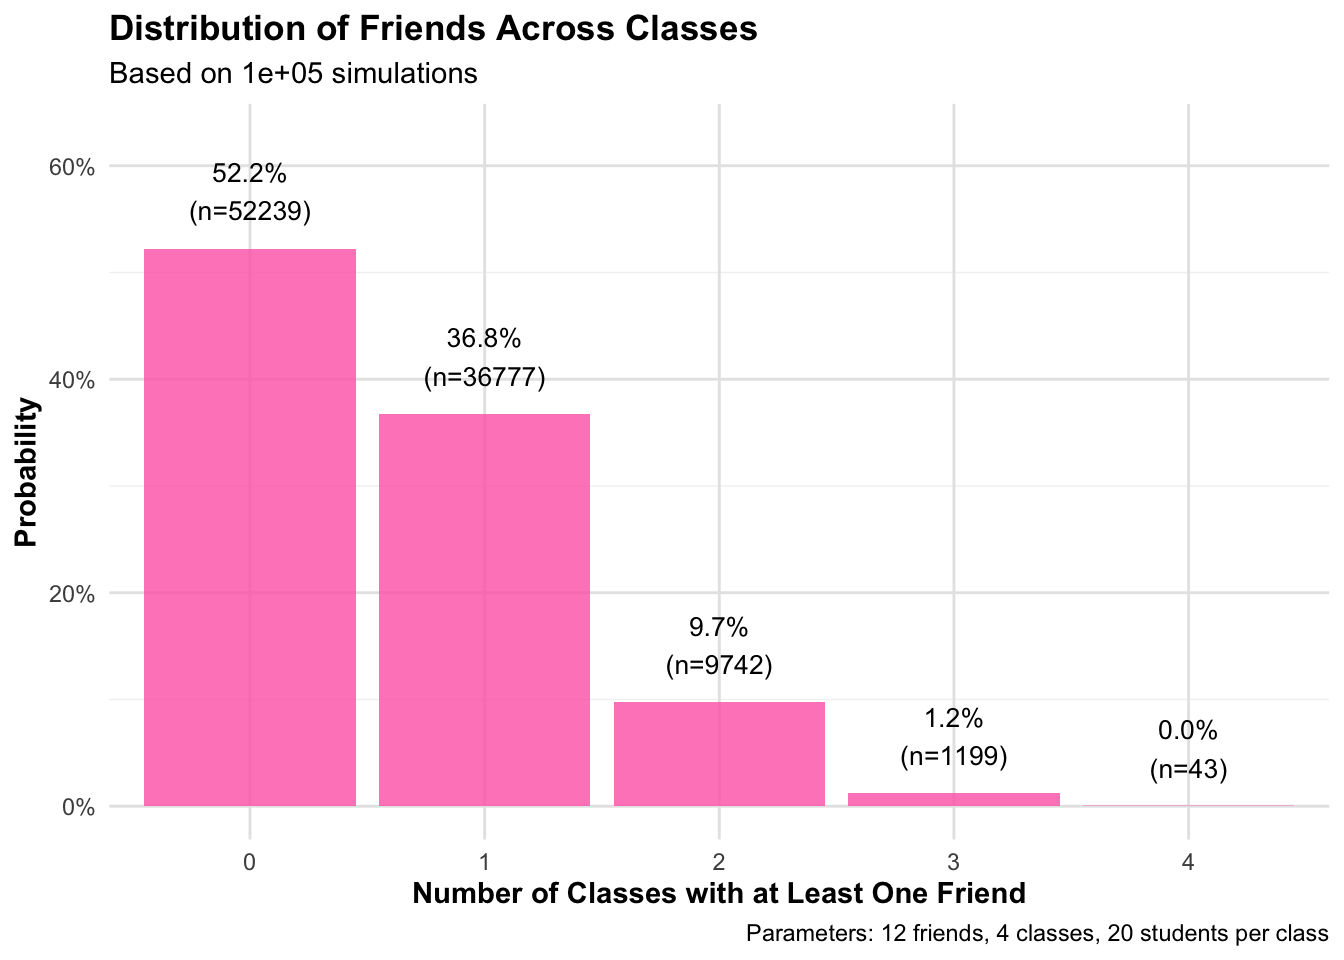 Distribution of Friends Across Classes
Based on 1e+05 simulations
Probability
60%
40%
20%
0%
52.2%
(n=52239)
36.8%
(n=36777)
9.7%
(n=9742)
1.2%
(n=1199)
0.0%
(n=43)
0
1
2
3
4
Number of Classes with at Least One Friend
Parameters: 12 friends, 4 classes, 20 students per class